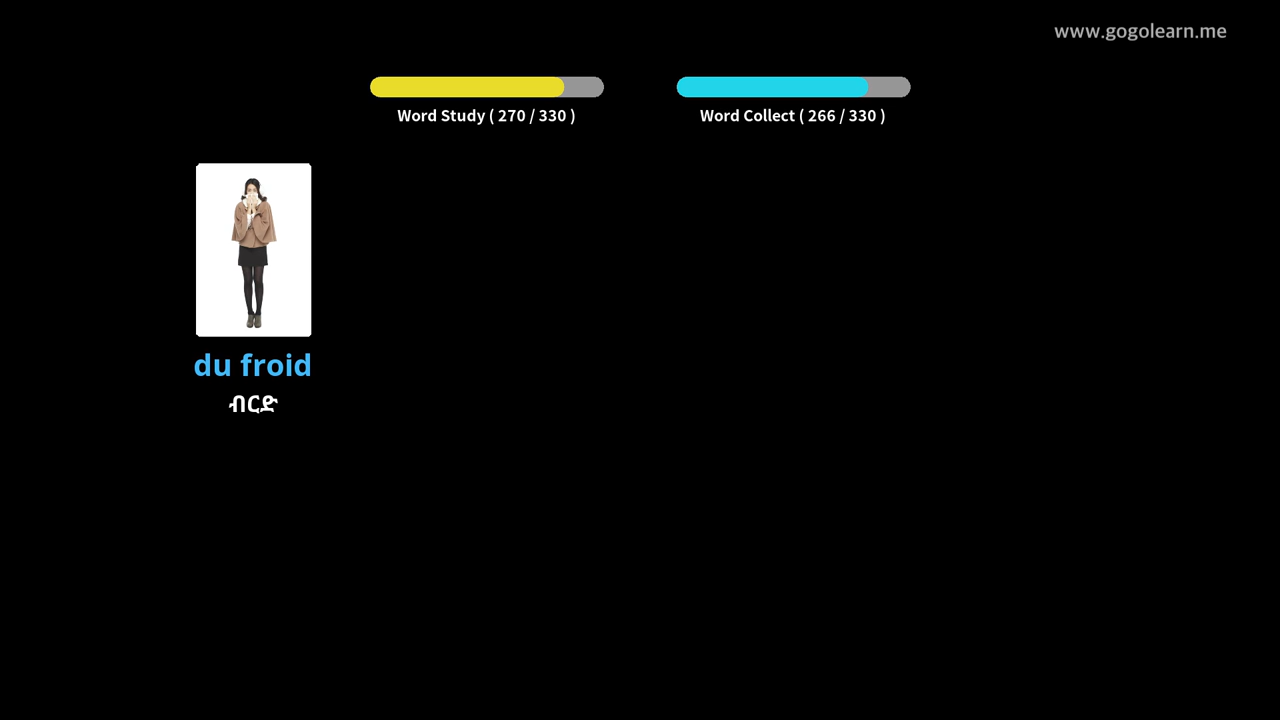 www.gogolearn.me
Word Study ( 270 / 330 )
Word Collect ( 266 / 330 )
du froid
ብርድ